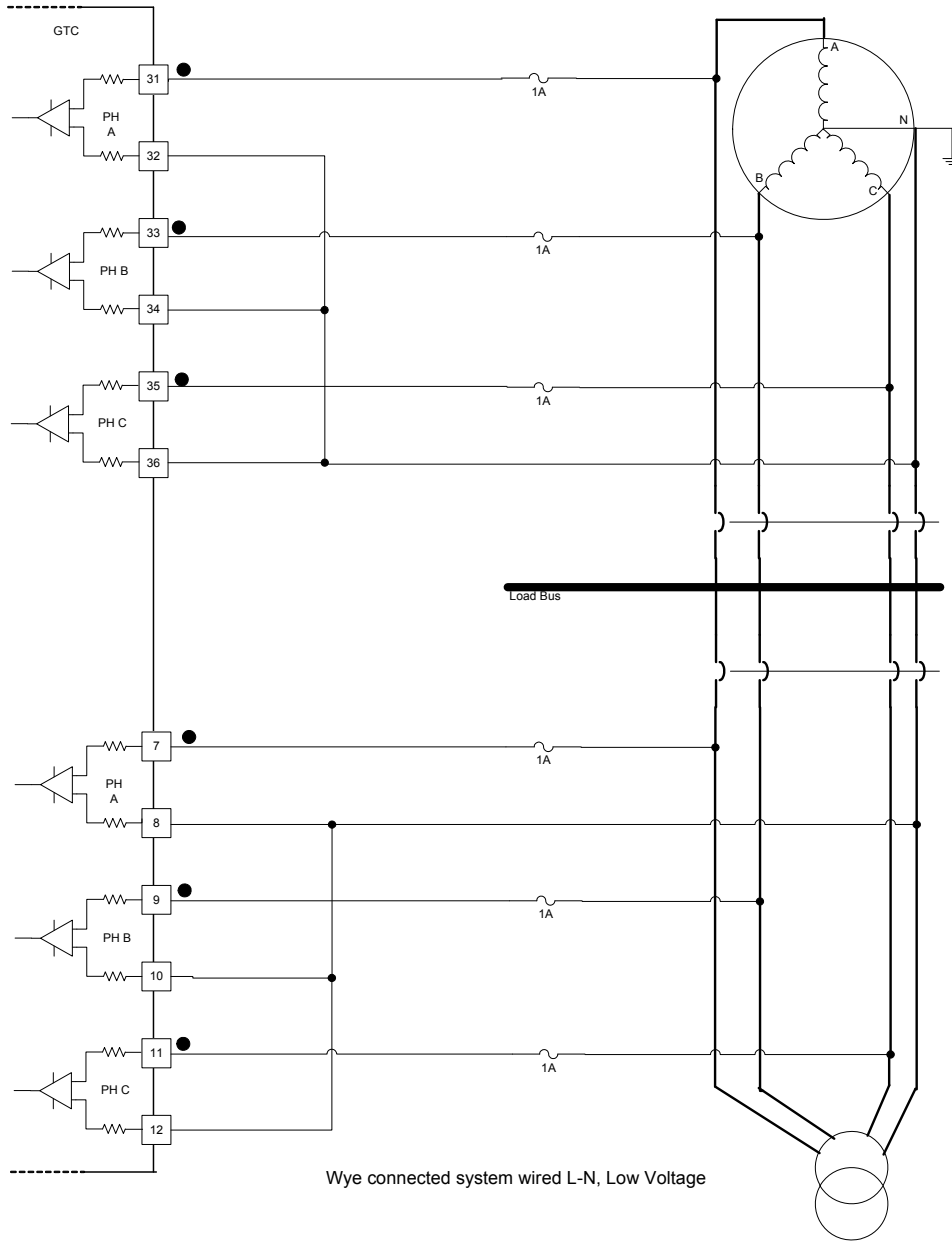 GTC
A
31
1A
PH
A
N
32
B
C
33
PH B
1A
34
35
PH C
1A
36
Load Bus
7
1A
PH
A
8
9
1A
PH B
10
11
1A
PH C
12
Wye connected system wired L-N, Low Voltage